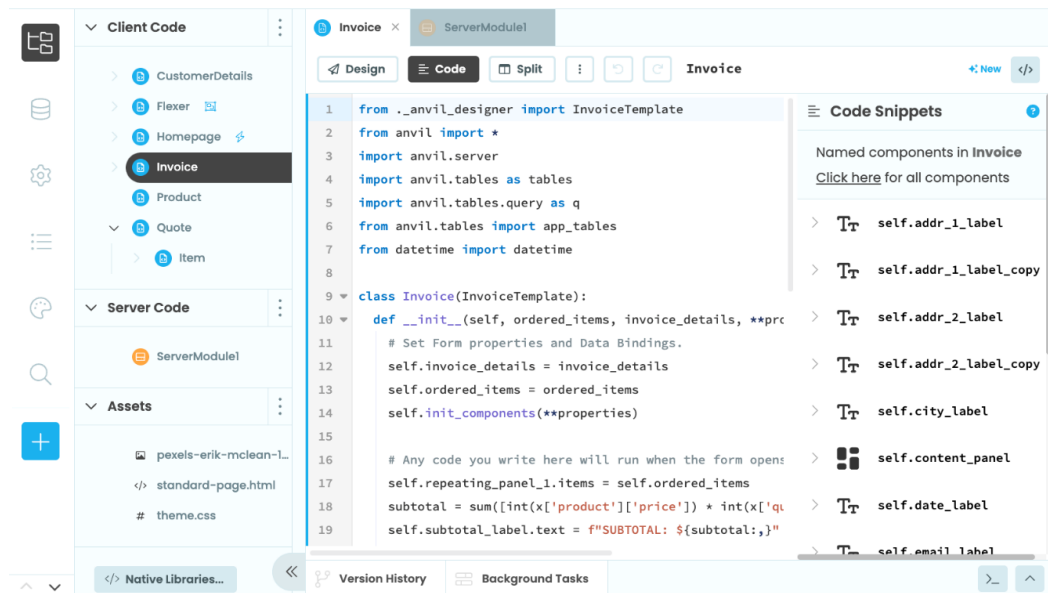 Client Code
CustomerDetails
Flexer
Homepage
Invoice
Product
Quote
Item
Server Code
ServerModule1
Assets
pexels-erik-mclean-1...
</> standard-page.html
# theme.css
</> Native Libraries...
Invoice ×
ServerModule1
Design
Code
Split
Invoice
New
</>
1 from ._anvil_designer import InvoiceTemplate
2 from anvil import *
3 import anvil.server
4 import anvil.tables as tables
5 import anvil.tables.query as q
6 from anvil.tables import app_tables
7 from datetime import datetime
8
9 class Invoice(InvoiceTemplate):
10 def __init__(self, ordered_items, invoice_details, **pro
11 # Set Form properties and Data Bindings.
12 self.invoice_details = invoice_details
13 self.ordered_items = ordered_items
14 self.init_components(**properties)
15
16 # Any code you write here will run when the form opens
17 self.repeating_panel_1.items = self.ordered_items
18 subtotal = sum([int(x['product']['price']) * int(x['qu
19 self.subtotal_label.text = f"SUBTOTAL: ${subtotal:,}"
Code Snippets
?
Named components in Invoice
Click here for all components
self.addr_1_label
self.addr_1_label_copy
self.addr_2_label
self.addr_2_label_copy
self.city_label
self.content_panel
self.date_label
self.email_label
Version History
Background Tasks